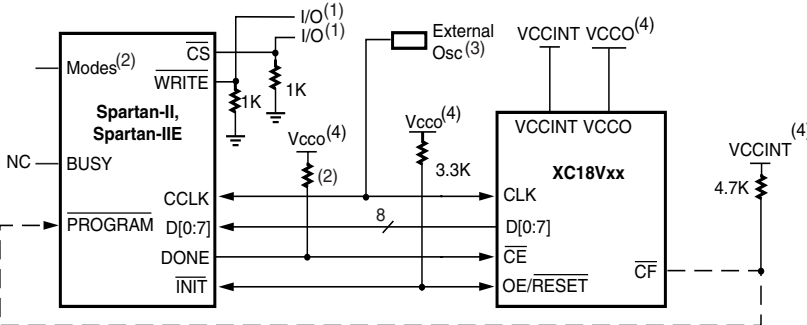 I/O(1)
I/O(1)
External
Osc(3)
VCCINT VCCO(4)
CS
Modes(2)
WRITE
1K
1K
Spartan-II,
Spartan-IIE
Vcco(4)
Vcco(4)
VCCINT VCCO
VCCINT(4)
NC
BUSY
(2)
3.3K
XC18Vxx
4.7K
CCLK
CLK
PROGRAM
D[0:7]
8
D[0:7]
DONE
CE
CF
INIT
OE/RESET